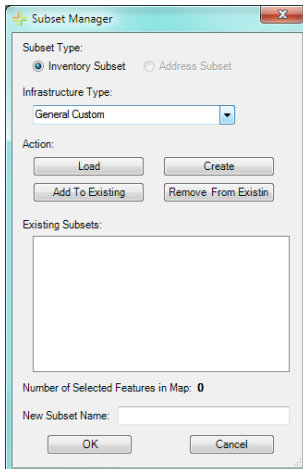 Subset Manager
Subset Type:
Inventory Subset
Address Subset
Infrastructure Type:
General Custom
Action:
Load
Create
Add To Existing
Remove From Existin
Existing Subsets:
Number of Selected Features in Map: 0
New Subset Name:
OK
Cancel